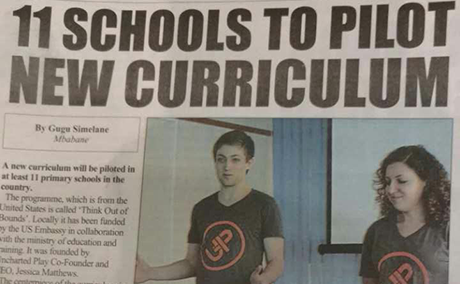 11 SCHOOLS TO PILOT
NEW CURRICULUM
By Gugu Simelane
Mbabane
A new curriculum will be piloted in
at least 11 primary schools in the
country.
The programme, which is from the
United States is called ‘Think Out of
Bounds’. Locally it has been funded
by the US Embassy in collaboration
with the ministry of education and
training. It was founded by
Uncharted Play Co-Founder and
CEO, Jessica Matthews.